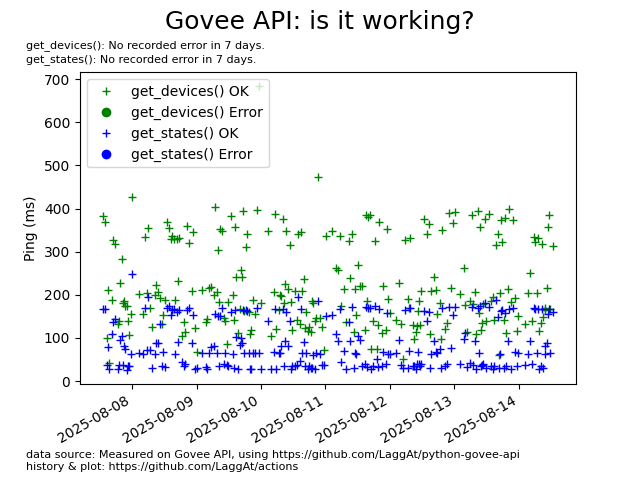 Govee API: is it working?
get_devices(): No recorded error in 7 days.
get_states(): No recorded error in 7 days.
700
600
500
400
300
200
100
0
Ping (ms)
get_devices() OK
get_devices() Error
get_states() OK
get_states() Error
2025-08-08
2025-08-09
2025-08-10
2025-08-11
2025-08-12
2025-08-13
2025-08-14
data source: Measured on Govee API, using https://github.com/LaggAt/python-govee-api
history & plot: https://github.com/LaggAt/actions